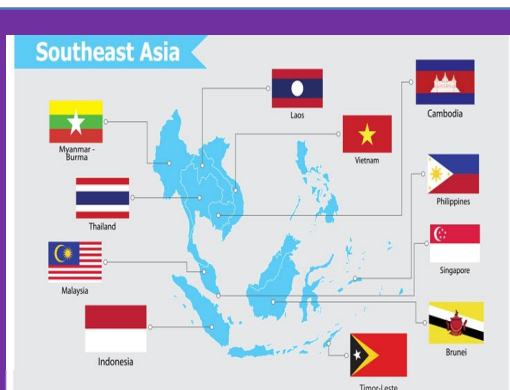 Southeast Asia
Laos
Cambodia
Myanmar -
Burma
Vietnam
Thailand
Philippines
Malaysia
Singapore
Indonesia
Brunei
Timor-Leste